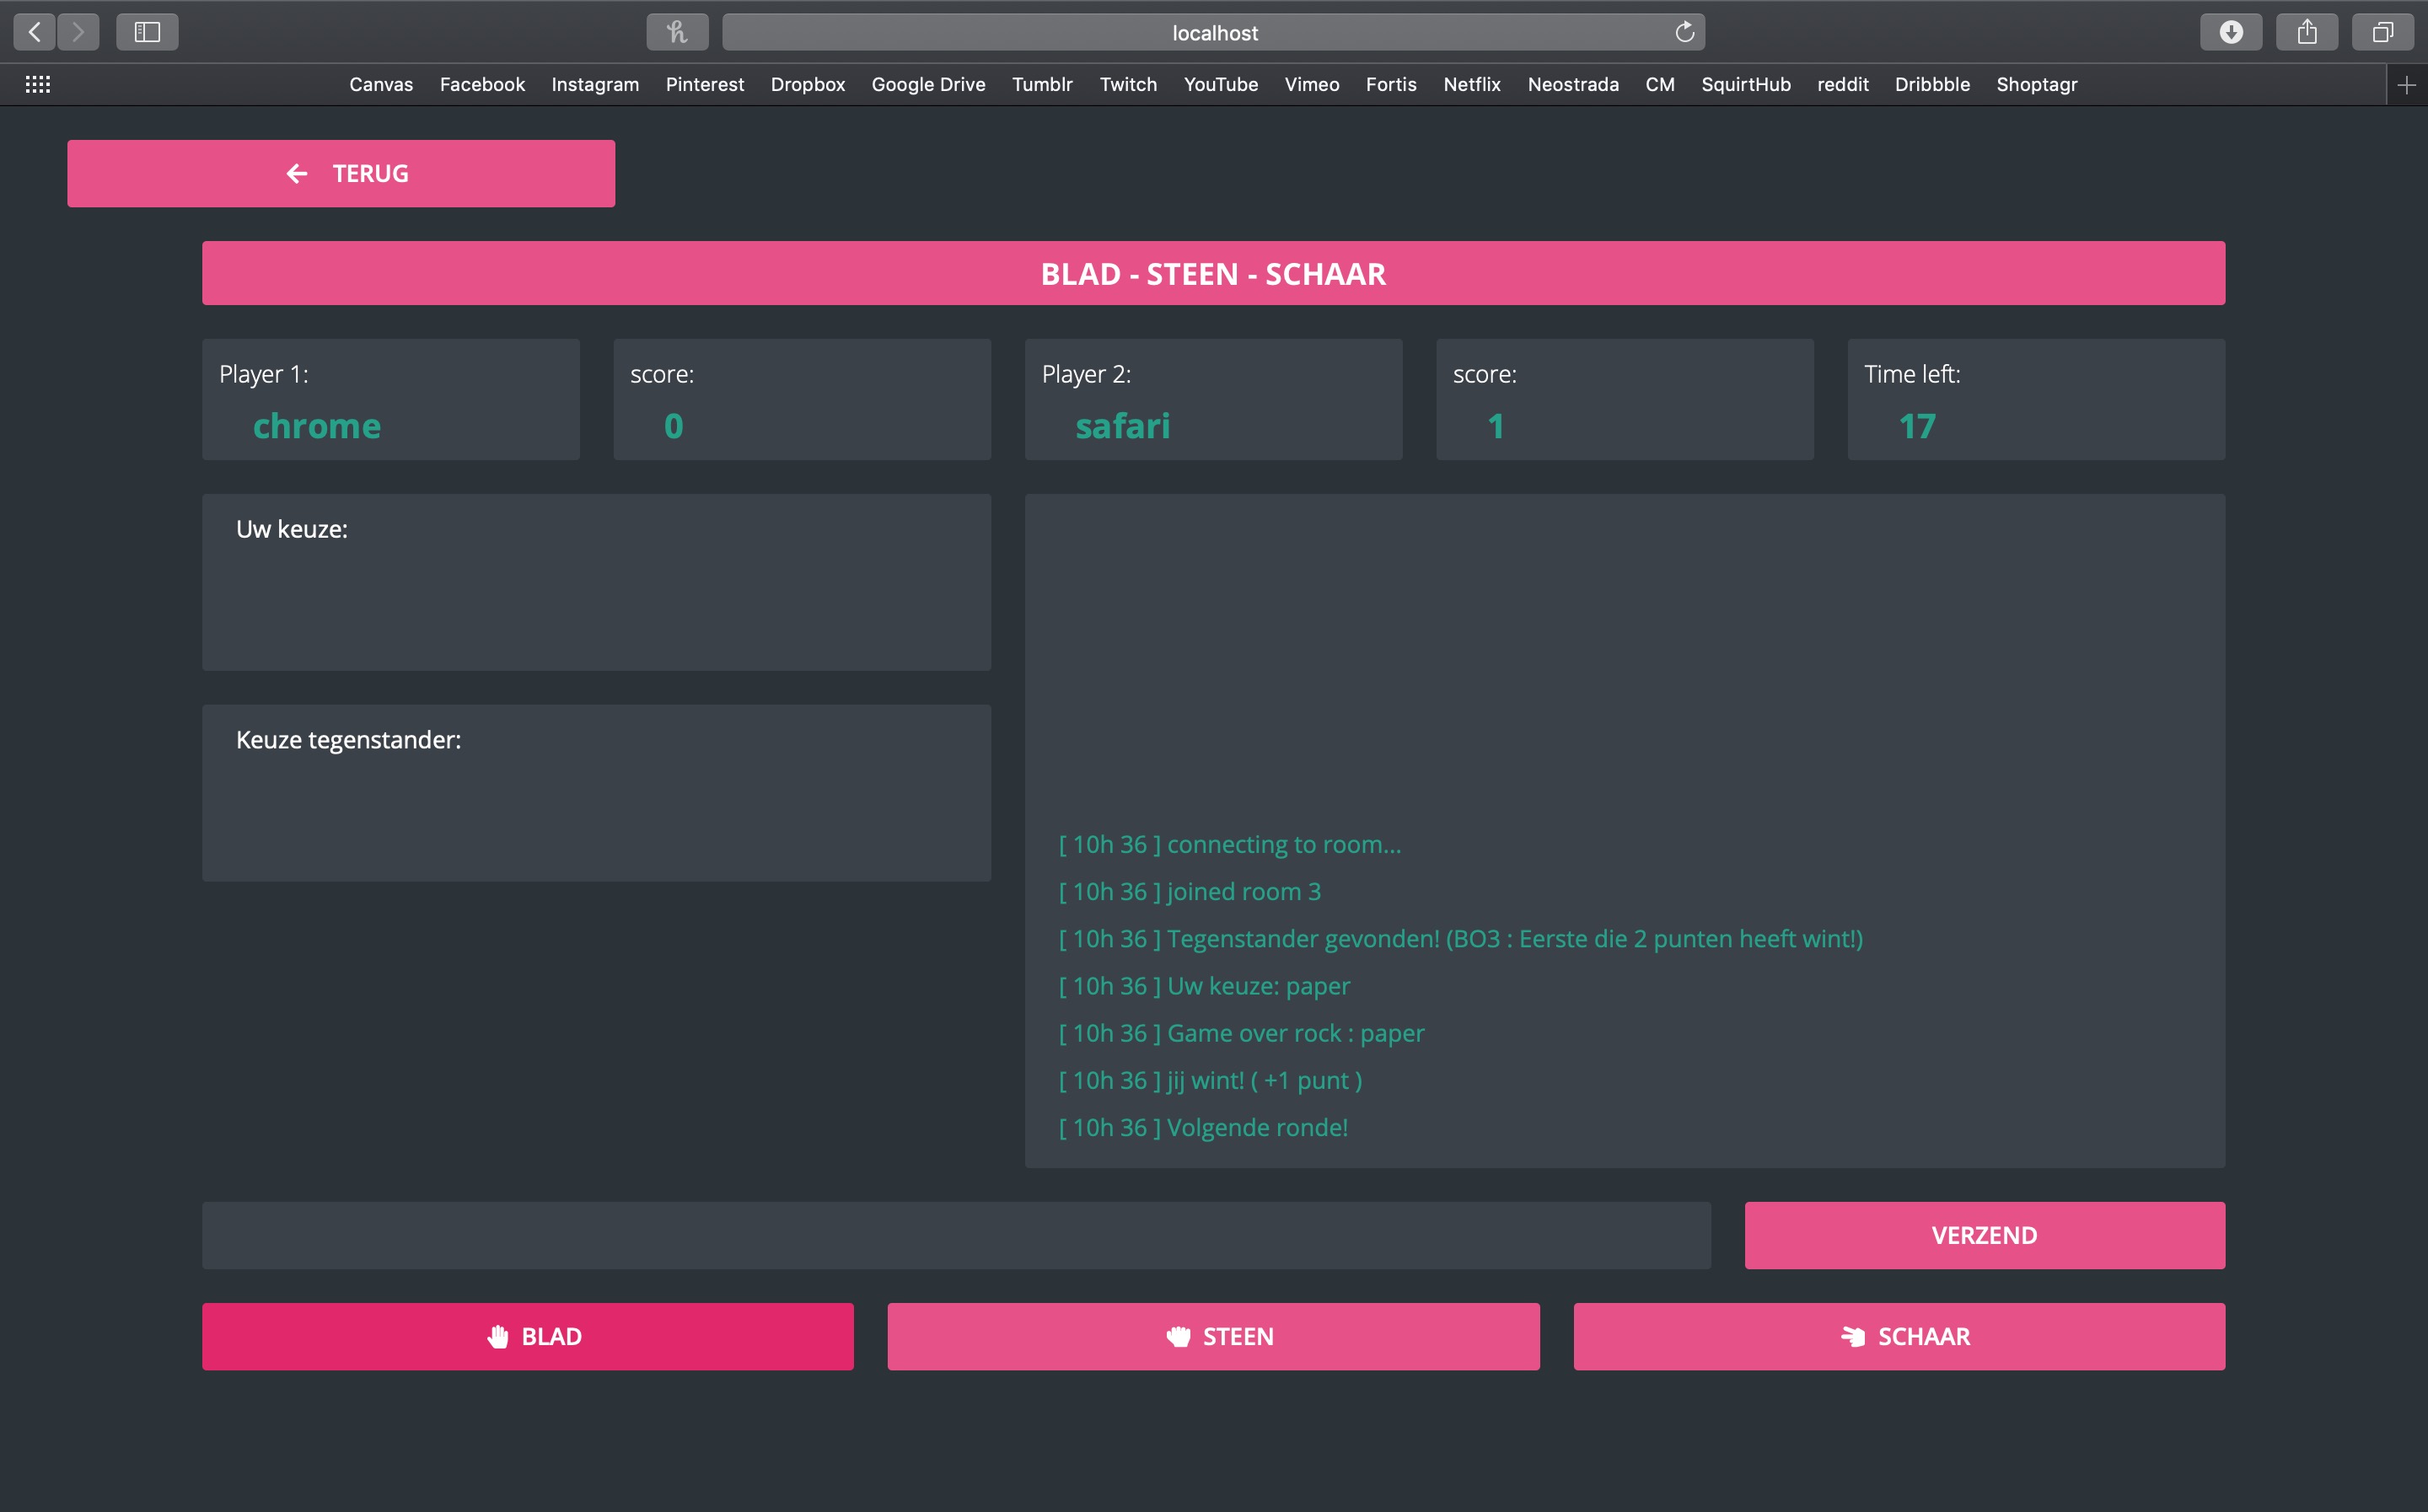 localhost
Canvas Facebook Instagram Pinterest Dropbox Google Drive Tumblr Twitch YouTube Vimeo Fortis Netflix Neostrada CM SquirtHub reddit Dribbble Shoptagr
TERUG
BLAD - STEEN - SCHAAR
Player 1:
chrome
score:
0
Player 2:
safari
score:
1
Time left:
17
Uw keuze:
Keuze tegenstander:
[ 10h 36 ] connecting to room...
[ 10h 36 ] joined room 3
[ 10h 36 ] Tegenstander gevonden! (BO3 : Eerste die 2 punten heeft wint!)
[ 10h 36 ] Uw keuze: paper
[ 10h 36 ] Game over rock : paper
[ 10h 36 ] jij wint! ( +1 punt )
[ 10h 36 ] Volgende ronde!
VERZEND
BLAD
STEEN
SCHAAR